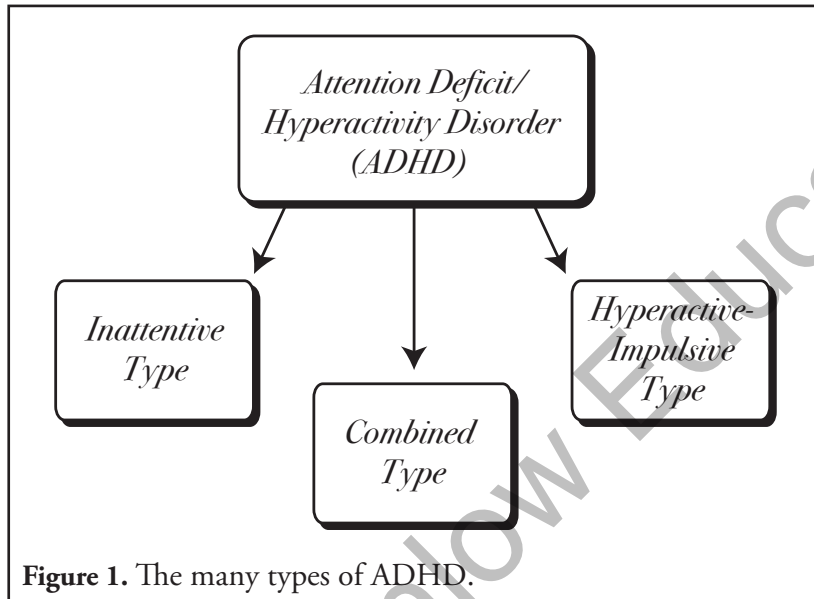 Attention Deficit/
Hyperactivity Disorder
(ADHD)
Inattentive
Type
Combined
Type
Hyperactive-
Impulsive
Type
Figure 1. The many types of ADHD.